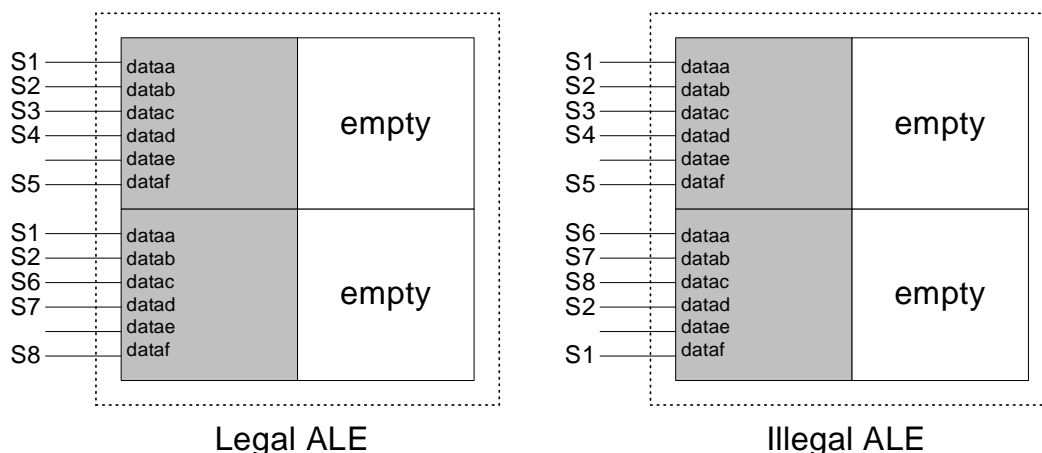 S1 dataa
S2 datab
S3 datac
S4 datad
datae
S5 dataf
empty
S1 dataa
S2 datab
S6 datac
S7 datad
datae
S8 dataf
empty
Legal ALE
S1 dataa
S2 datab
S3 datac
S4 datad
datae
S5 dataf
empty
S6 dataa
S7 datab
S8 datac
S2 datad
datae
S1 dataf
empty
Illegal ALE